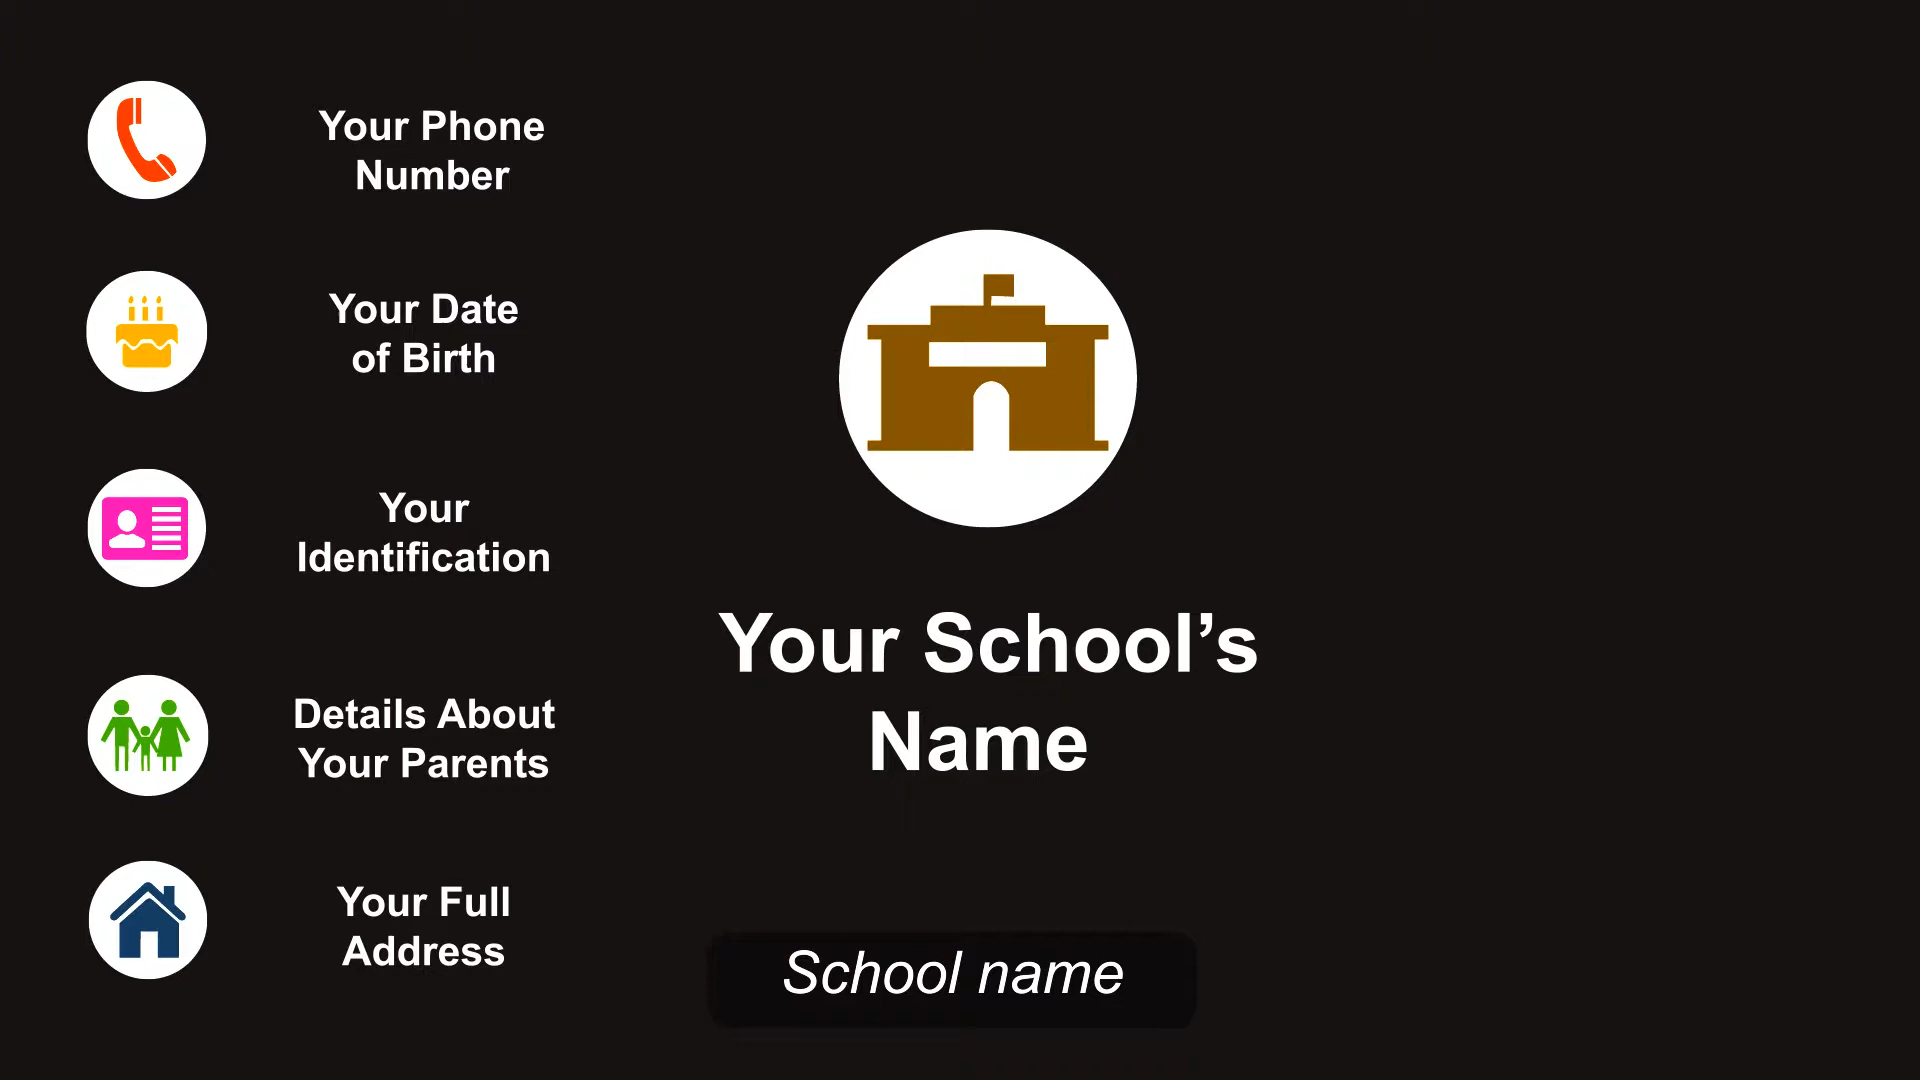 Your Phone
Number
Your Date
of Birth
Your
Identification
Details About
Your Parents
Your Full
Address
Your School’s
Name
School name